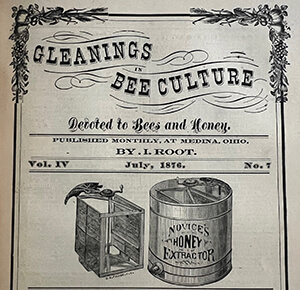 GLEANINGS
IN
BEE CULTURE
Devoted to Bees and Honey.
PUBLISHED MONTHLY, AT MEDINA, OHIO,
BY I. ROOT.
Vol. IV July, 1876. No. 7
NOVICE'S
HONEY
EXTRACTOR